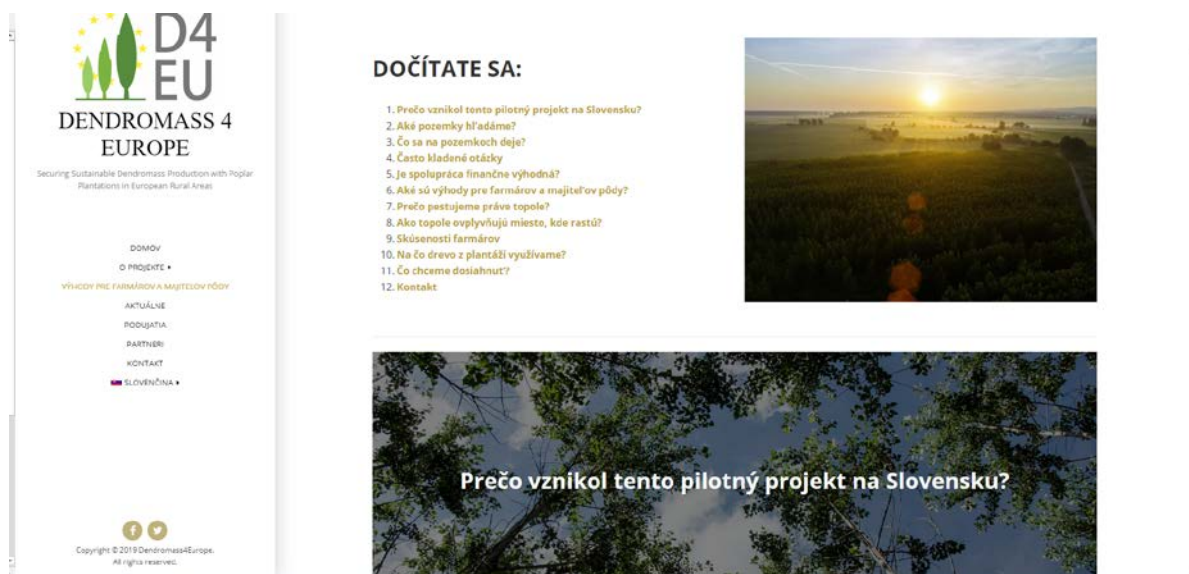 D4
EU
DENDROMASS 4
EUROPE
Securing Sustainable Dendromass Production with Poplar
Plantations in European Rural Areas
DOMOV
O PROJEKTE
VÝHODY PRE FARMÁROV A MAJITEĽOV PÔDY
AKTUÁLNE
PODUJATIA
PARTNERI
KONTAKT
SLOVENČINA
Copyright © 2019 Dendromass4Europe.
All rights reserved.
DOČÍTATE SA:
1. Prečo vznikol tento pilotný projekt na Slovensku?
2. Aké pozemky hľadáme?
3. Čo sa na pozemkoch deje?
4. Často kladené otázky
5. Je spolupráca finančne výhodná?
6. Aké sú výhody pre farmárov a majiteľov pôdy?
7. Prečo pestujeme práve topole?
8. Ako topole ovplyvňujú miesto, kde rastú?
9. Skúsenosti farmárov
10. Na čo drevo z plantáží využívame?
11. Čo chceme dosiahnuť?
12. Kontakt
Prečo vznikol tento pilotný projekt na Slovensku?